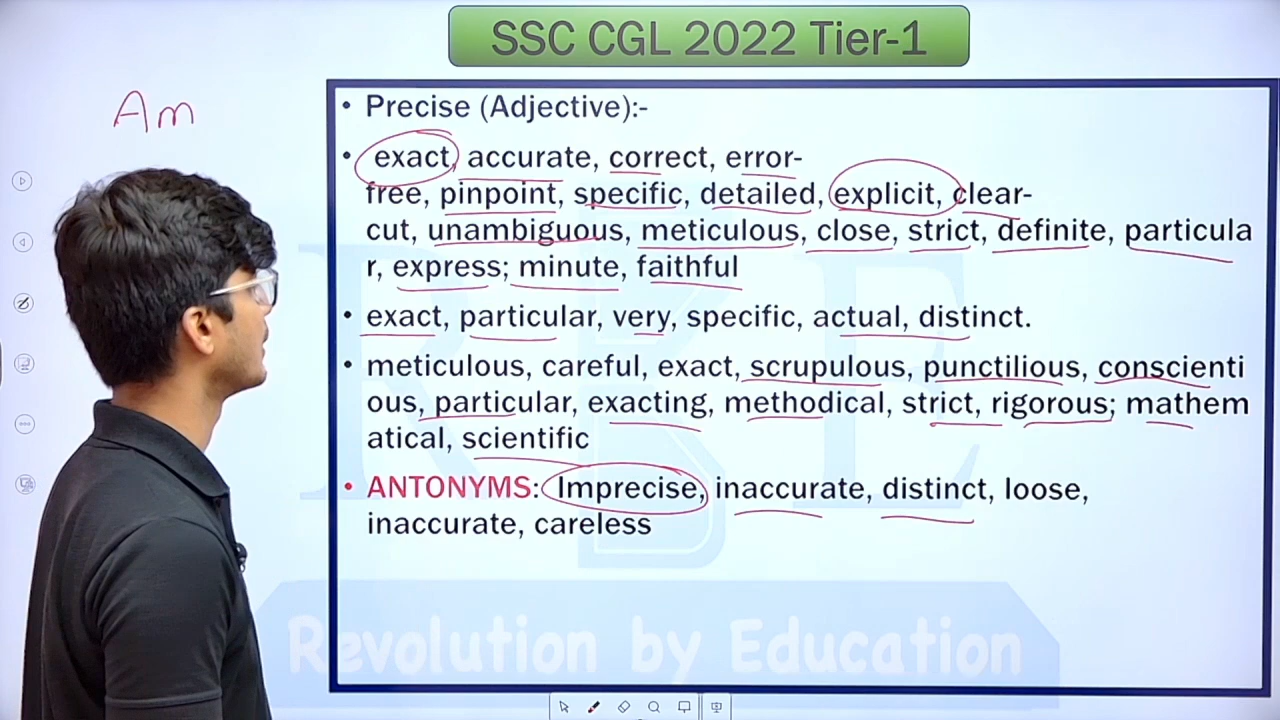 SSC CGL 2022 Tier-1
Am
• Precise (Adjective):-
• exact, accurate, correct, error-
free, pinpoint, specific, detailed, explicit, clear-
cut, unambiguous, meticulous, close, strict, definite, particula
r, express; minute, faithful
• exact, particular, very, specific, actual, distinct.
• meticulous, careful, exact, scrupulous, punctilious, conscienti
ous, particular, exacting, methodical, strict, rigorous; mathem
atical, scientific
• ANTONYMS: Imprecise, inaccurate, distinct, loose,
inaccurate, careless
RBE
Revolution by Education